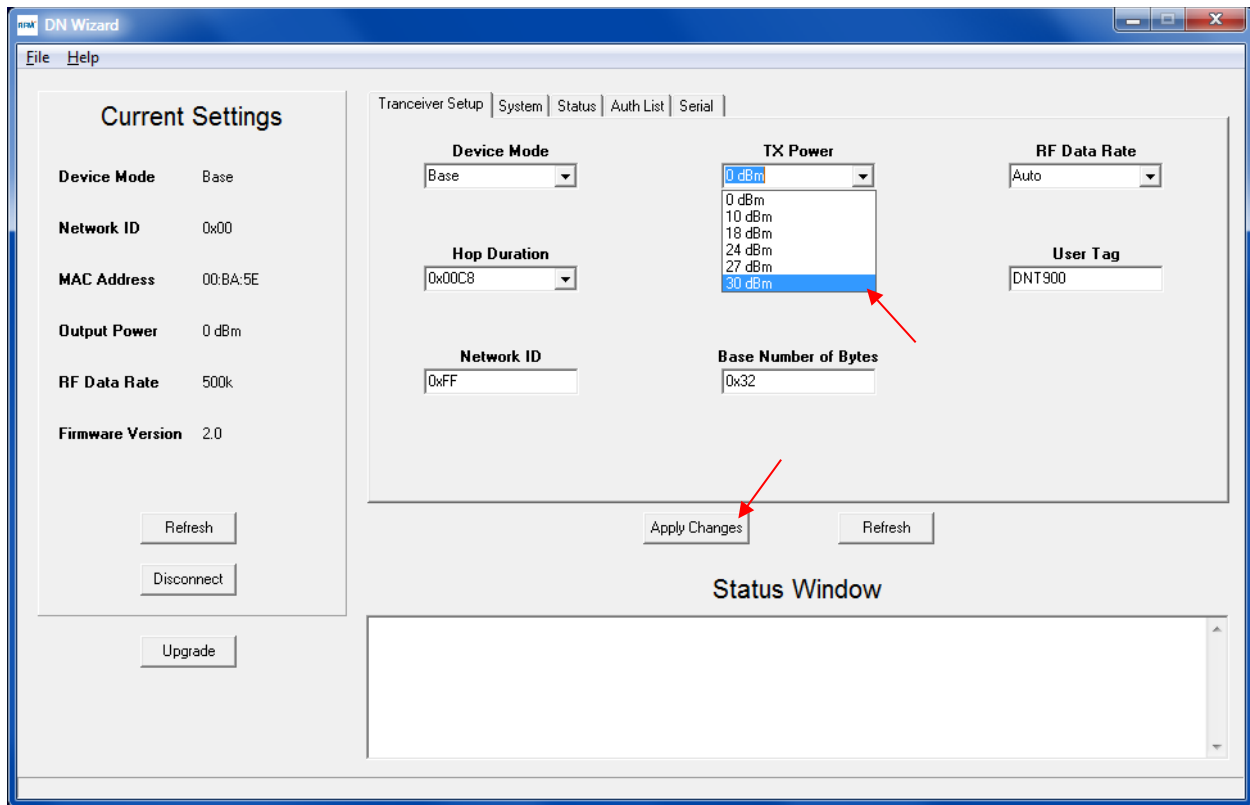 RFM DN Wizard
File Help
Current Settings
Device Mode Base
Network ID 0x00
MAC Address 00:BA:5E
Output Power 0 dBm
RF Data Rate 500k
Firmware Version 2.0
Refresh
Disconnect
Upgrade
Tranceiver Setup System Status Auth List Serial
Device Mode TX Power RF Data Rate
Base 0 dBm Auto
0 dBm
10 dBm
18 dBm
24 dBm
27 dBm
30 dBm
Hop Duration User Tag
0x00C8 DNT900
Network ID Base Number of Bytes
0xFF 0x32
Apply Changes Refresh
Status Window